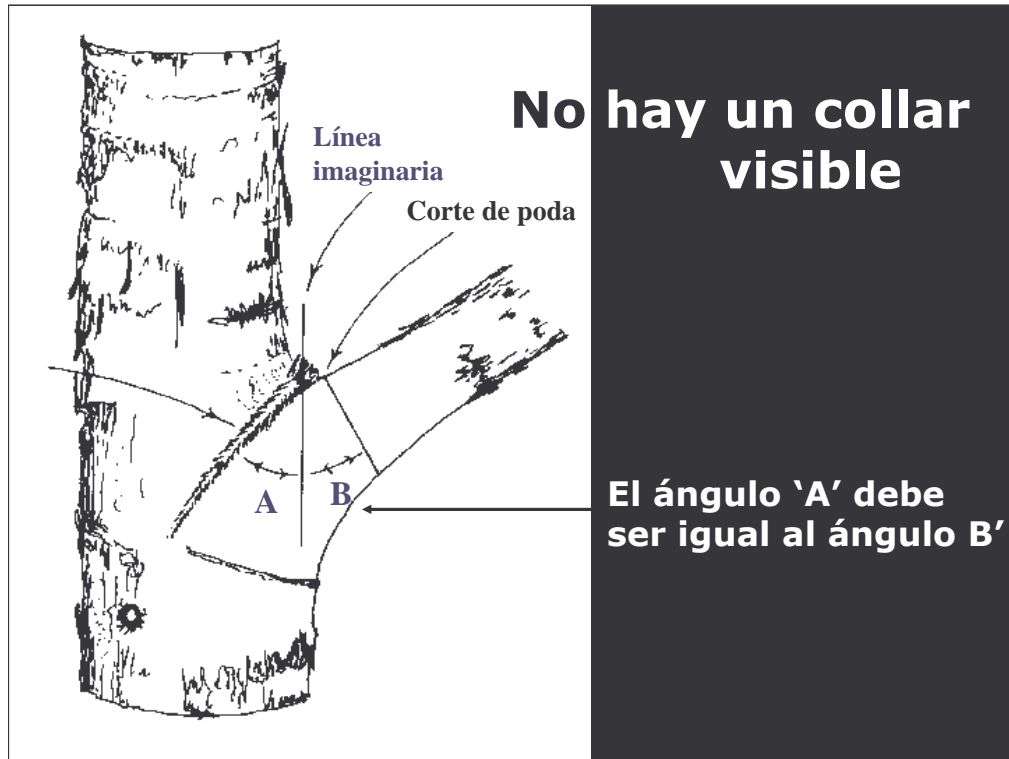 No hay un collar
visible
Línea
imaginaria
Corte de poda
A
B
El ángulo ‘A’ debe
ser igual al ángulo B’